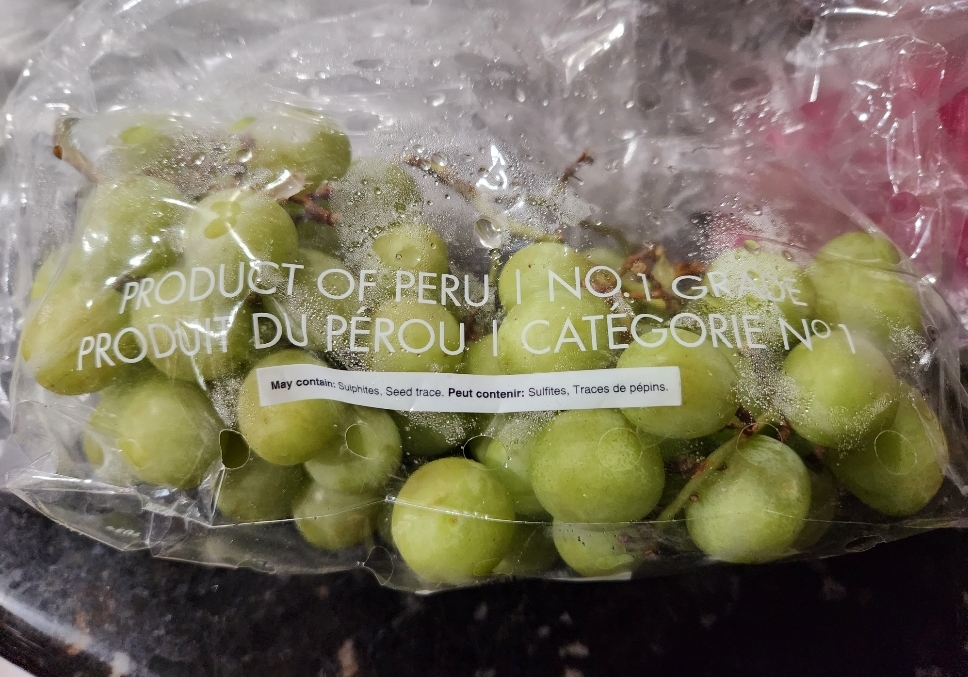 PRODUCT OF PERU | NO 1 GRADE
PRODUIT DU PÉROU | CATÉGORIE Nº 1
May contain: Sulphites, Seed trace. Peut contenir: Sulfites, Traces de pépins.